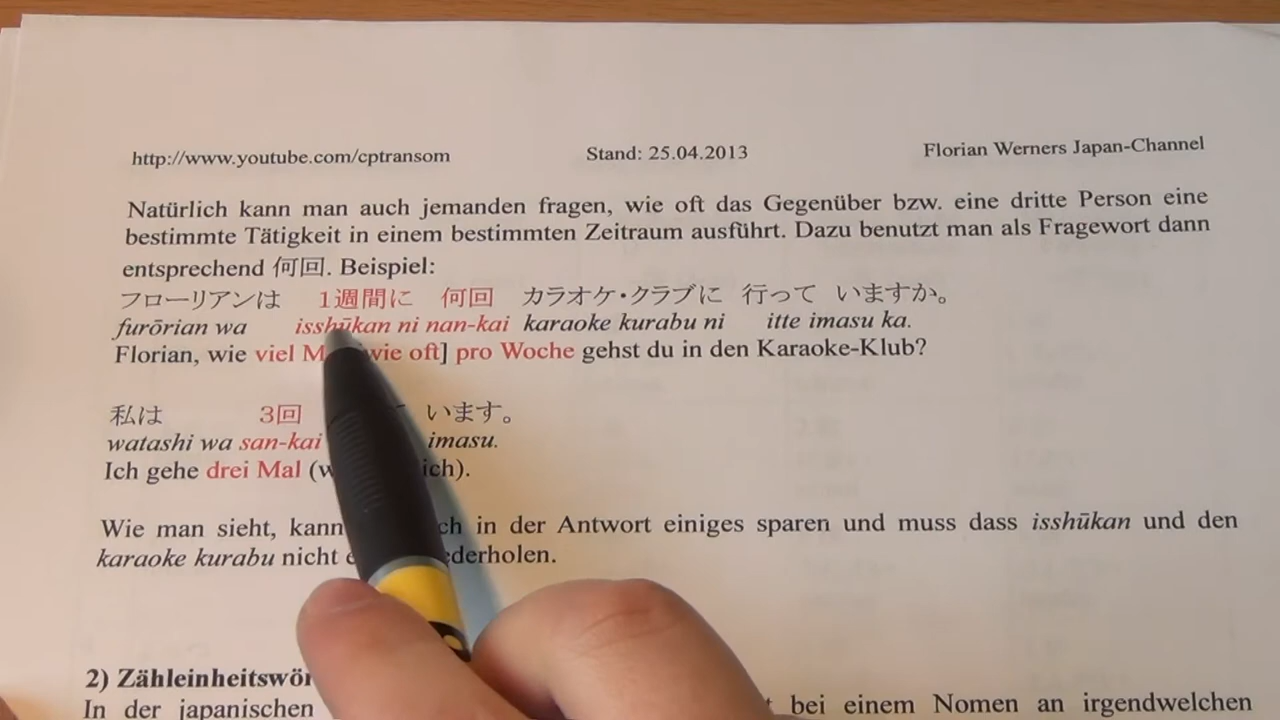 http://www.youtube.com/cptransom Stand: 25.04.2013 Florian Werners Japan-Channel
Natürlich kann man auch jemanden fragen, wie oft das Gegenüber bzw. eine dritte Person eine
bestimmte Tätigkeit in einem bestimmten Zeitraum ausführt. Dazu benutzt man als Fragewort dann
entsprechend 何回. Beispiel:
フローリアンは 1週間に 何回 カラオケ・クラブに 行って いますか。
furōrian wa isshūkan ni nan-kai karaoke kurabu ni itte imasu ka.
Florian, wie viel wie oft] pro Woche gehst du in den Karaoke-Klub?
私は 3回 います。
watashi wa san-kai imasu.
Ich gehe drei Mal
Wie man sieht, kann in der Antwort einiges sparen und muss dass isshūkan und den
karaoke kurabu nicht
2)
In der japanischen bei einem Nomen an irgendwelchen